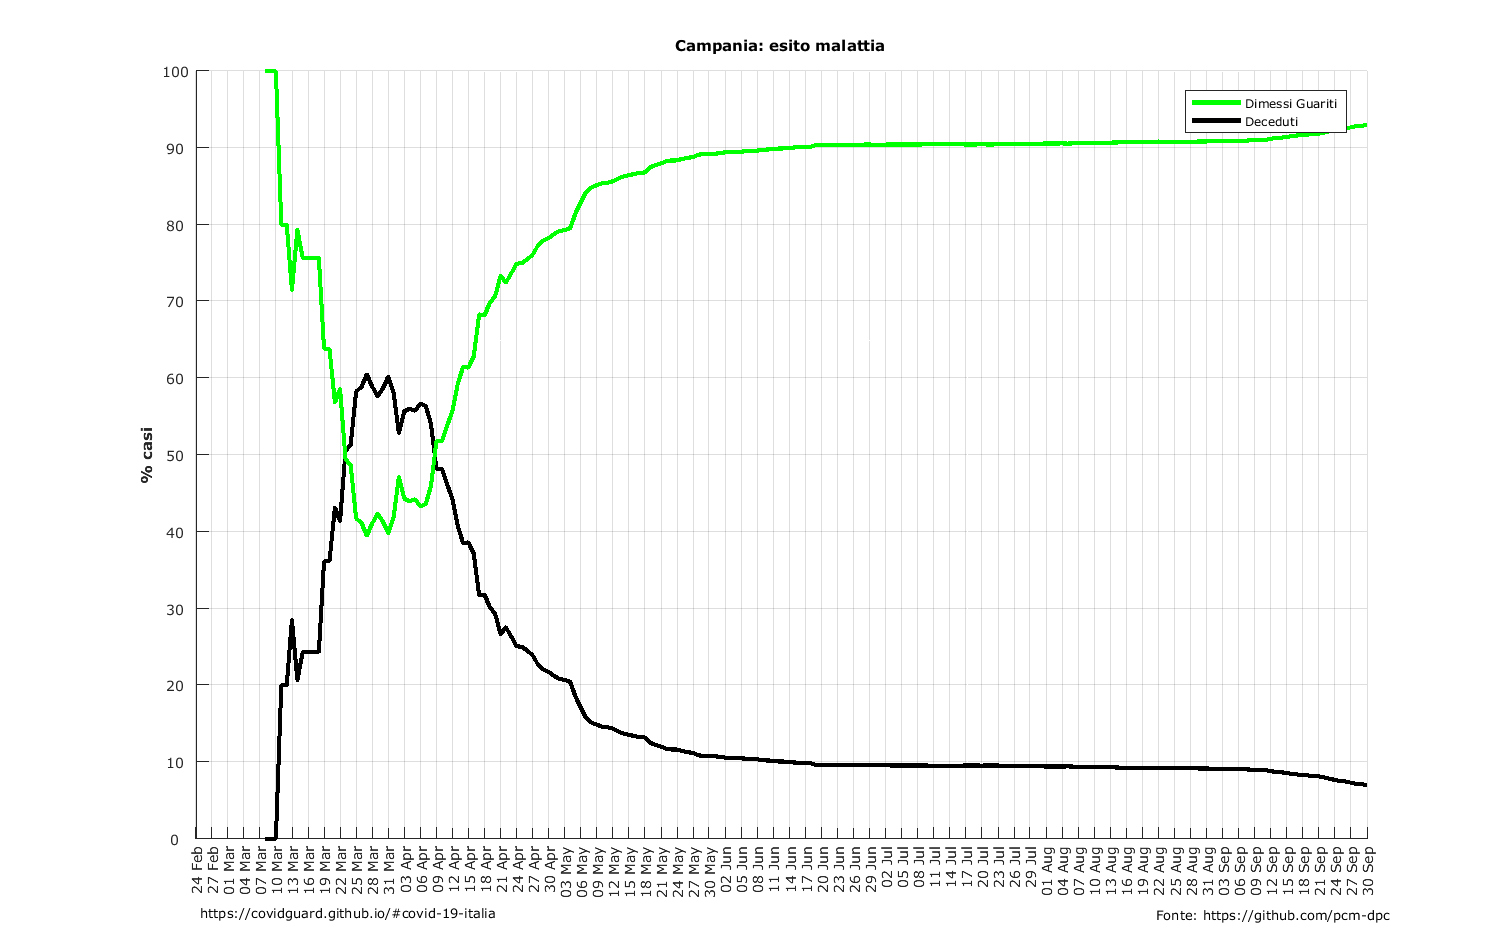 Campania: esito malattia
100
90
80
70
60
50
40
30
20
10
0
% casi
Dimessi Guariti
Deceduti
24 Feb
27 Feb
01 Mar
04 Mar
07 Mar
10 Mar
13 Mar
16 Mar
19 Mar
22 Mar
25 Mar
28 Mar
31 Mar
03 Apr
06 Apr
09 Apr
12 Apr
15 Apr
18 Apr
21 Apr
24 Apr
27 Apr
30 Apr
03 May
06 May
09 May
12 May
15 May
18 May
21 May
24 May
27 May
30 May
02 Jun
05 Jun
08 Jun
11 Jun
14 Jun
17 Jun
20 Jun
23 Jun
26 Jun
29 Jun
02 Jul
05 Jul
08 Jul
11 Jul
14 Jul
17 Jul
20 Jul
23 Jul
26 Jul
29 Jul
01 Aug
04 Aug
07 Aug
10 Aug
13 Aug
16 Aug
19 Aug
22 Aug
25 Aug
28 Aug
31 Aug
03 Sep
06 Sep
09 Sep
12 Sep
15 Sep
18 Sep
21 Sep
24 Sep
27 Sep
30 Sep
https://covidguard.github.io/#covid-19-italia
Fonte: https://github.com/pcm-dpc